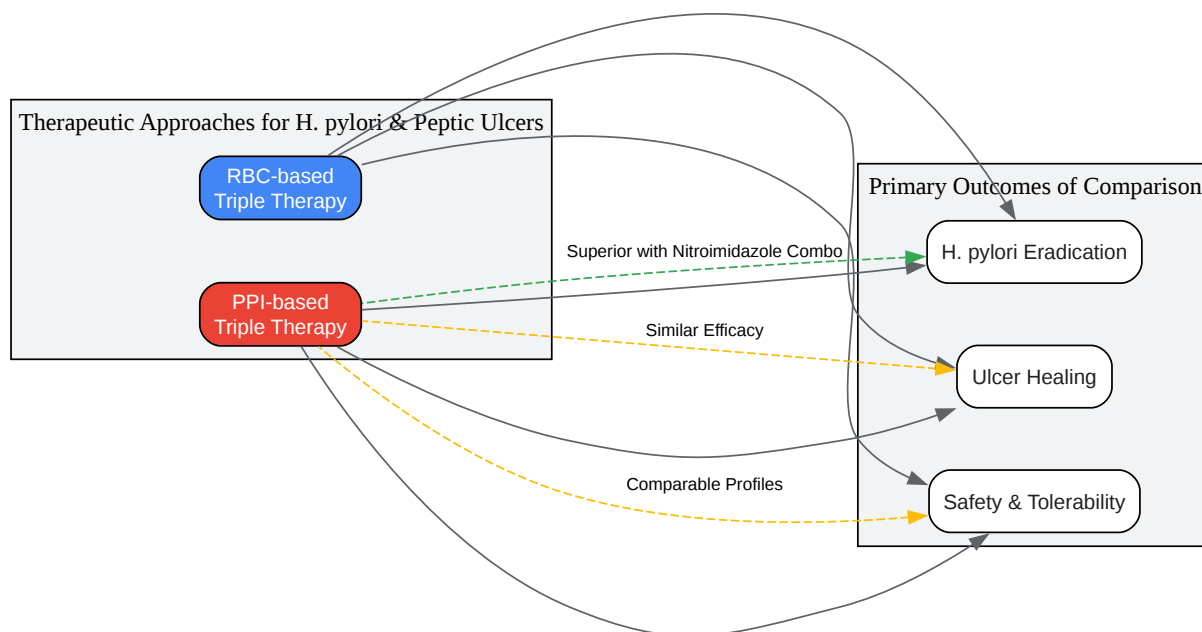 Therapeutic Approaches for H. pylori & Peptic Ulcers
RBC-based
Triple Therapy
PPI-based
Triple Therapy
Superior with Nitroimidazole Combo
Similar Efficacy
Comparable Profiles
Primary Outcomes of Comparison
H. pylori Eradication
Ulcer Healing
Safety & Tolerability